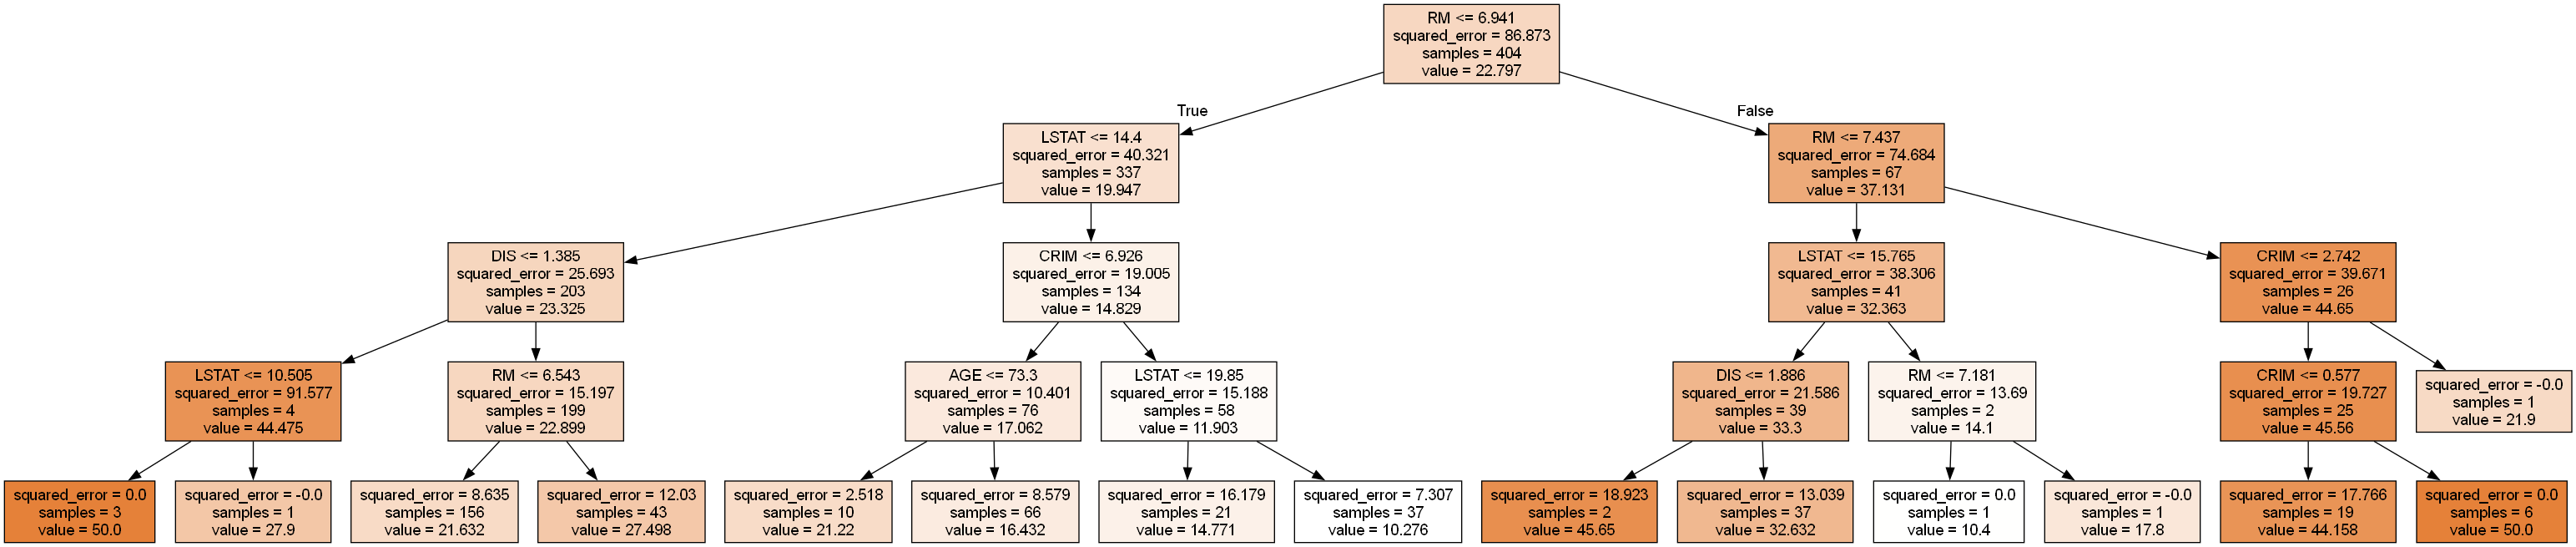 RM <= 6.941
squared_error = 86.873
samples = 404
value = 22.797
True
False
LSTAT <= 14.4
squared_error = 40.321
samples = 337
value = 19.947
RM <= 7.437
squared_error = 74.684
samples = 67
value = 37.131
DIS <= 1.385
squared_error = 25.693
samples = 203
value = 23.325
CRIM <= 6.926
squared_error = 19.005
samples = 134
value = 14.829
LSTAT <= 15.765
squared_error = 38.306
samples = 41
value = 32.363
CRIM <= 2.742
squared_error = 39.671
samples = 26
value = 44.65
LSTAT <= 10.505
squared_error = 91.577
samples = 4
value = 44.475
RM <= 6.543
squared_error = 15.197
samples = 199
value = 22.899
AGE <= 73.3
squared_error = 10.401
samples = 76
value = 17.062
LSTAT <= 19.85
squared_error = 15.188
samples = 58
value = 11.903
DIS <= 1.886
squared_error = 21.586
samples = 39
value = 33.3
RM <= 7.181
squared_error = 13.69
samples = 2
value = 14.1
CRIM <= 0.577
squared_error = 19.727
samples = 25
value = 45.56
squared_error = -0.0
samples = 1
value = 21.9
squared_error = 0.0
samples = 3
value = 50.0
squared_error = -0.0
samples = 1
value = 27.9
squared_error = 8.635
samples = 156
value = 21.632
squared_error = 12.03
samples = 43
value = 27.498
squared_error = 2.518
samples = 10
value = 21.22
squared_error = 8.579
samples = 66
value = 16.432
squared_error = 16.179
samples = 21
value = 14.771
squared_error = 7.307
samples = 37
value = 10.276
squared_error = 18.923
samples = 2
value = 45.65
squared_error = 13.039
samples = 37
value = 32.632
squared_error = 0.0
samples = 1
value = 10.4
squared_error = -0.0
samples = 1
value = 17.8
squared_error = 17.766
samples = 19
value = 44.158
squared_error = 0.0
samples = 6
value = 50.0